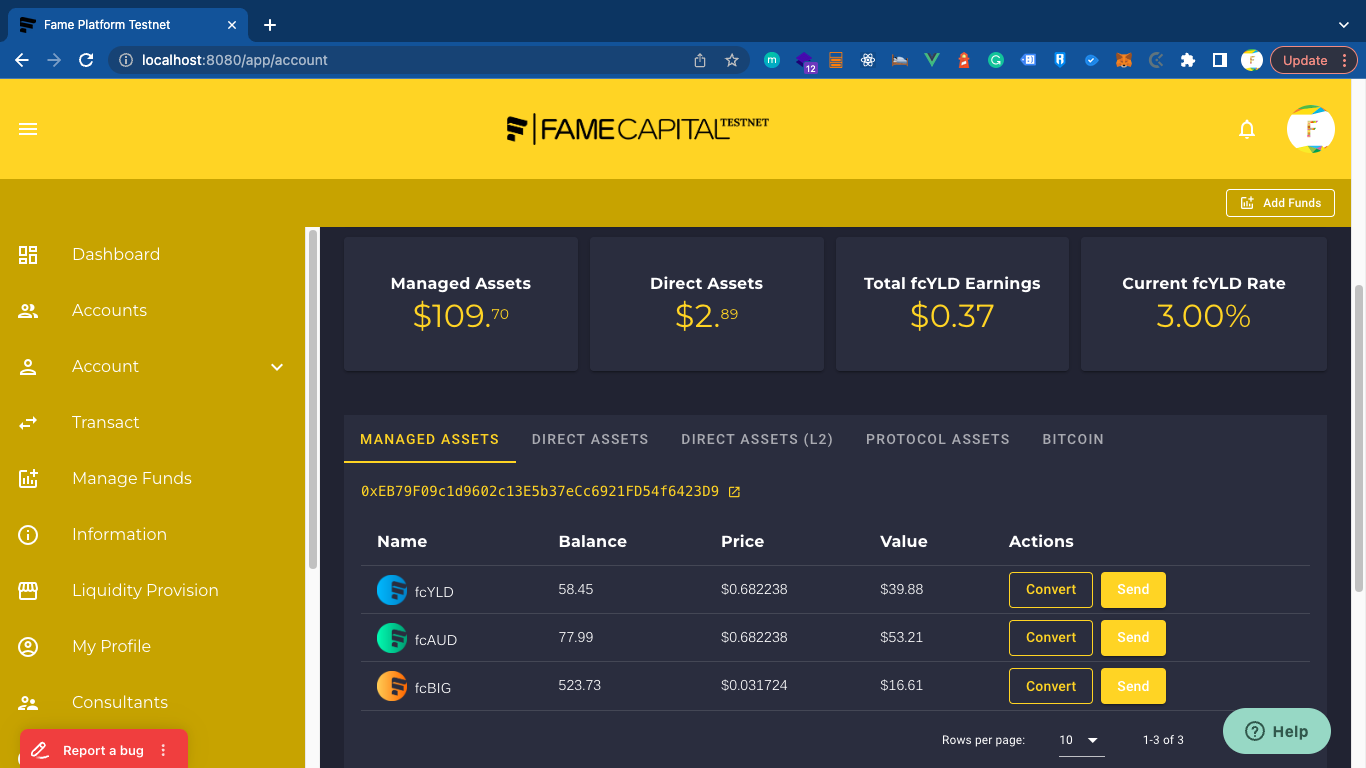 Fame Platform Testnet
localhost:8080/app/account
12
Update
FAMECAPITAL TESTNET
F
Add Funds
Dashboard
Accounts
Account
Transact
Manage Funds
Information
Liquidity Provision
My Profile
Consultants
Report a bug
Managed Assets
$109.70
Direct Assets
$2.89
Total fcYLD Earnings
$0.37
Current fcYLD Rate
3.00%
MANAGED ASSETS DIRECT ASSETS DIRECT ASSETS (L2) PROTOCOL ASSETS BITCOIN
0xEB79F09c1d9602c13E5b37eCc6921FD54f6423D9
Name Balance Price Value Actions
fcYLD 58.45 $0.682238 $39.88 Convert Send
fcAUD 77.99 $0.682238 $53.21 Convert Send
fcBIG 523.73 $0.031724 $16.61 Convert Send
Rows per page: 10 1-3 of 3
Help